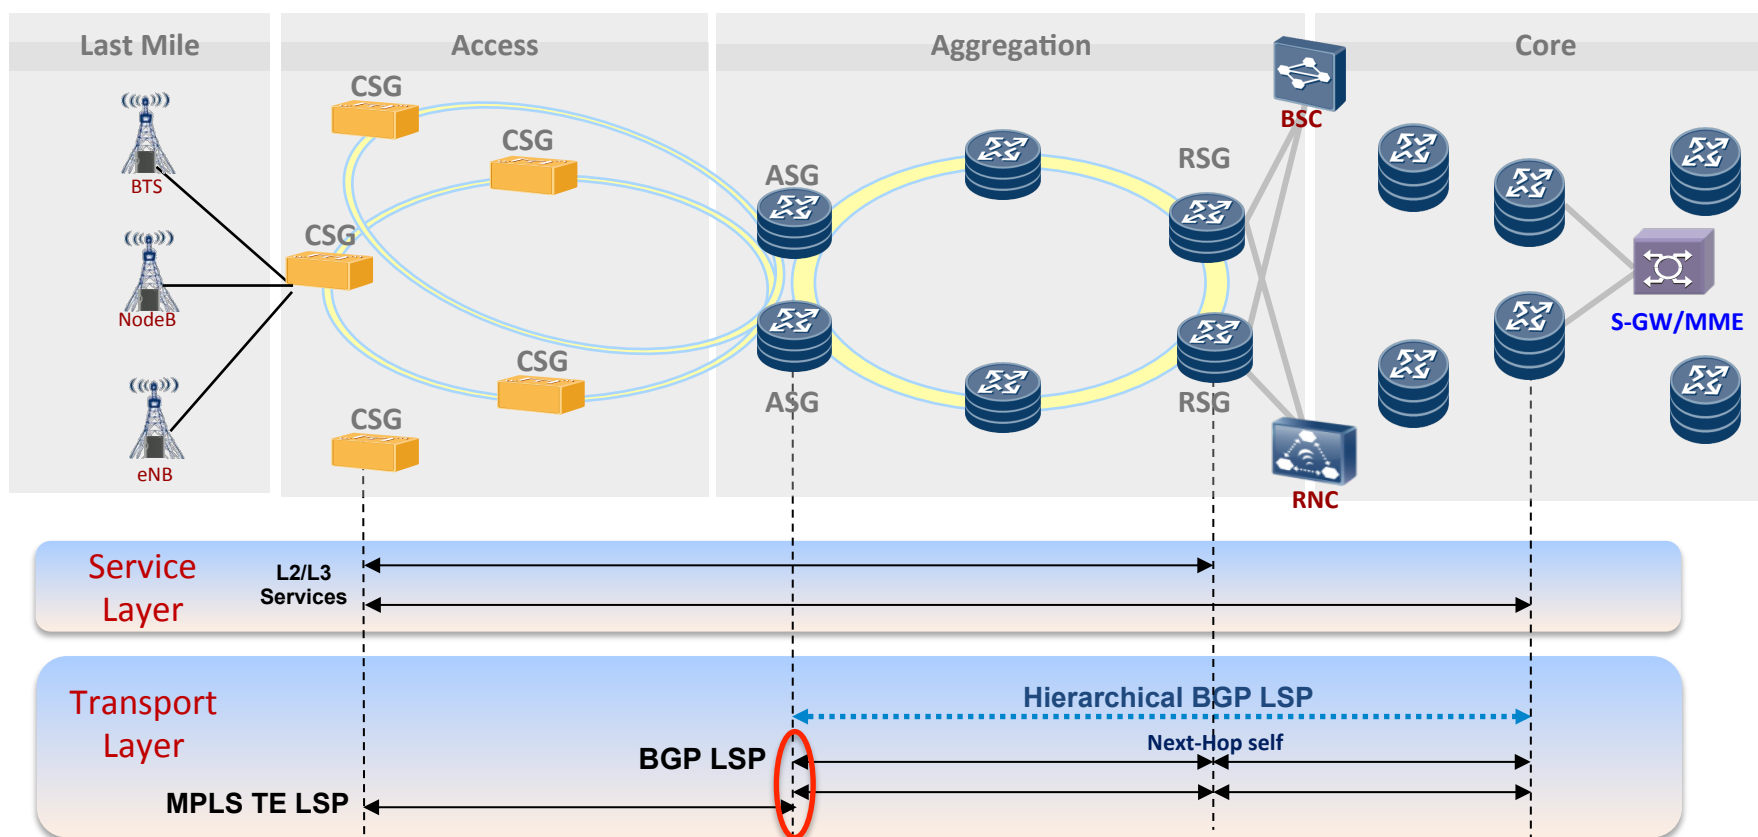 Last Mile
Access
Aggregation
Core
CSG
CSG
CSG
CSG
CSG
BTS
NodeB
eNB
ASG
ASG
RSG
RSG
BSC
RNC
S-GW/MME
Service
Layer
L2/L3
Services
Transport
Layer
Hierarchical BGP LSP
Next-Hop self
BGP LSP
MPLS TE LSP